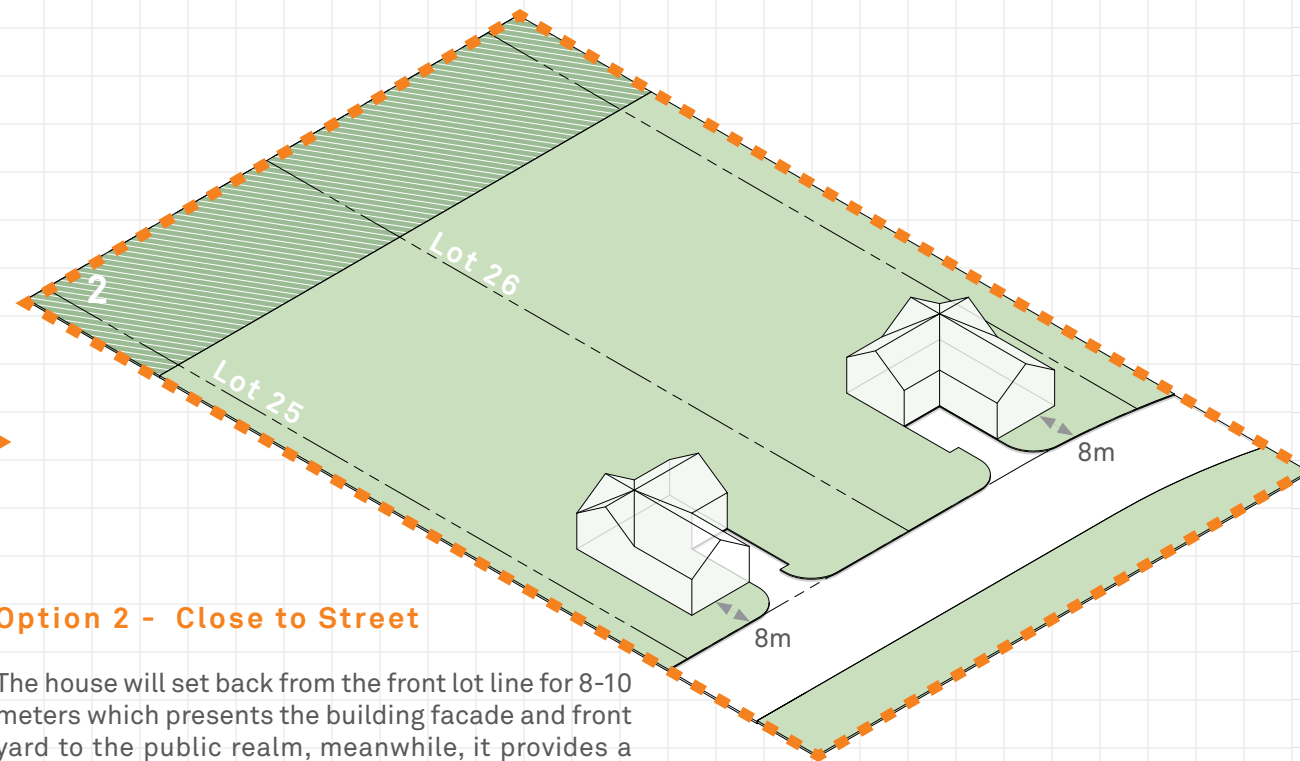 2
Lot 26
Lot 25
8m
8m
Option 2 - Close to Street
The house will set back from the front lot line for 8-10
meters which presents the building facade and front
yard to the public realm, meanwhile, it provides a